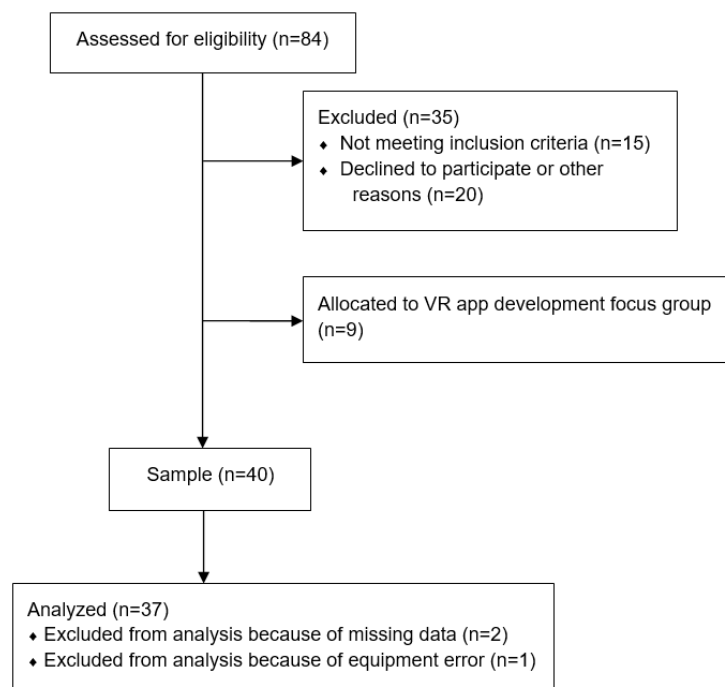 Assessed for eligibility (n=84)
Excluded (n=35)
♦ Not meeting inclusion criteria (n=15)
♦ Declined to participate or other
reasons (n=20)
Allocated to VR app development focus group
(n=9)
Sample (n=40)
Analyzed (n=37)
♦ Excluded from analysis because of missing data (n=2)
♦ Excluded from analysis because of equipment error (n=1)